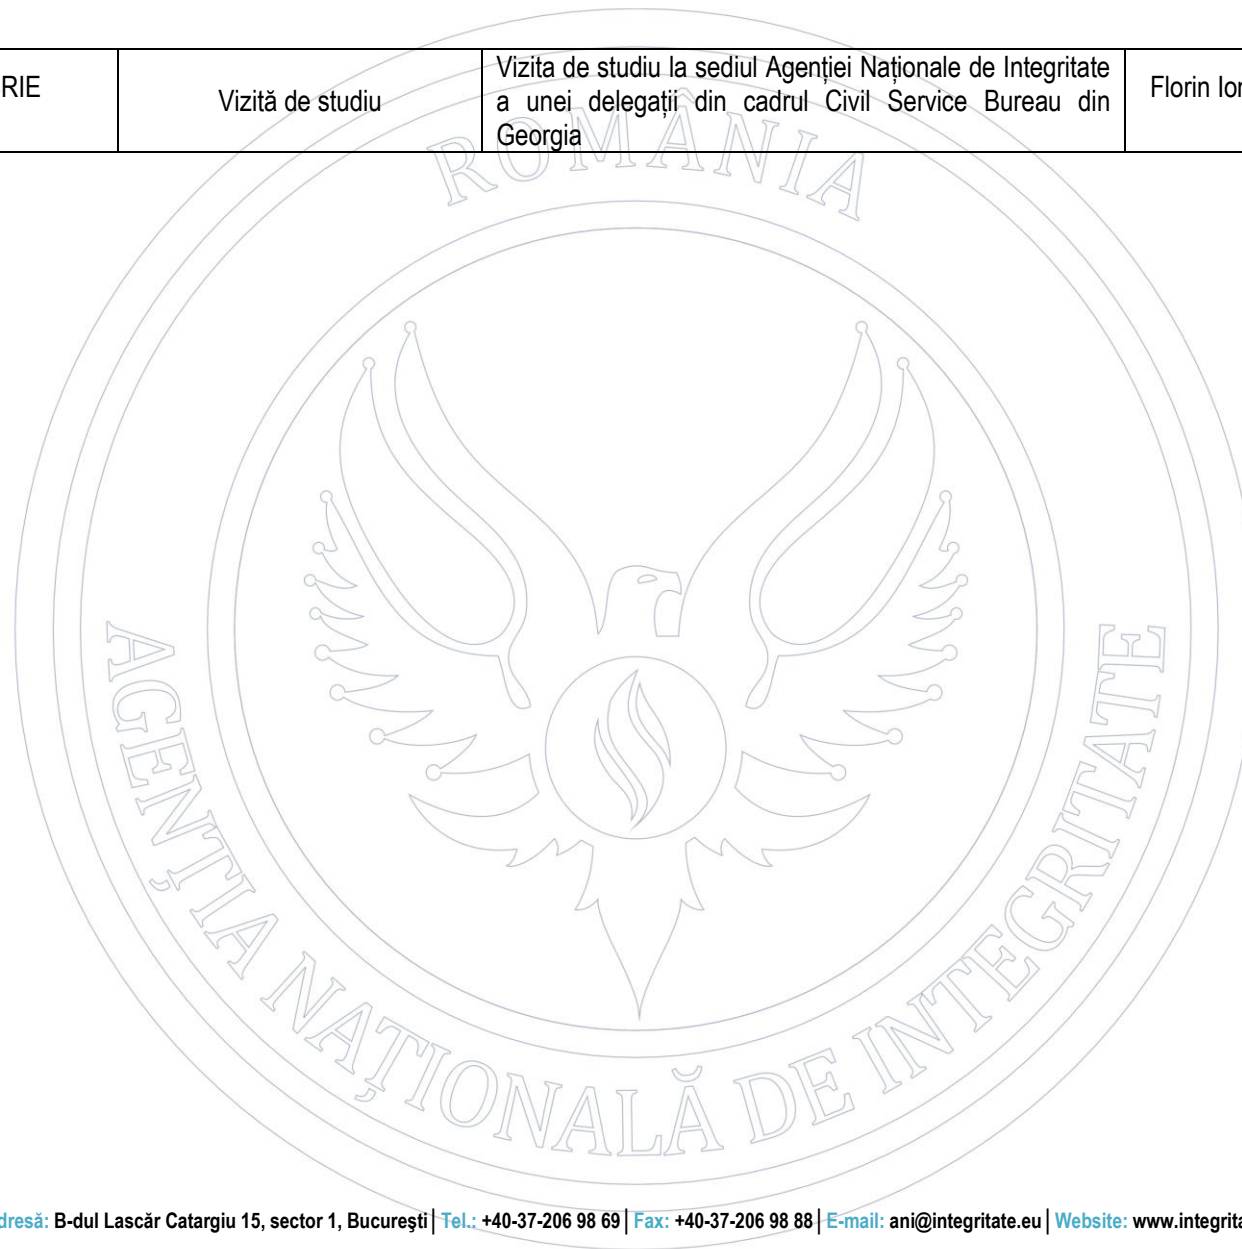 RIE
Vizită de studiu
Vizita de studiu la sediul Agenției Naționale de Integritate
a unei delegații din cadrul Civil Service Bureau din
Georgia
Florin Ion
ROMÂNIA
AGENȚIA NAȚIONALĂ DE INTEGRITATE
dresă: B-dul Lascăr Catargiu 15, sector 1, Bucureşti│Tel.: +40-37-206 98 69│Fax: +40-37-206 98 88│E-mail: ani@integritate.eu│Website: www.integrita